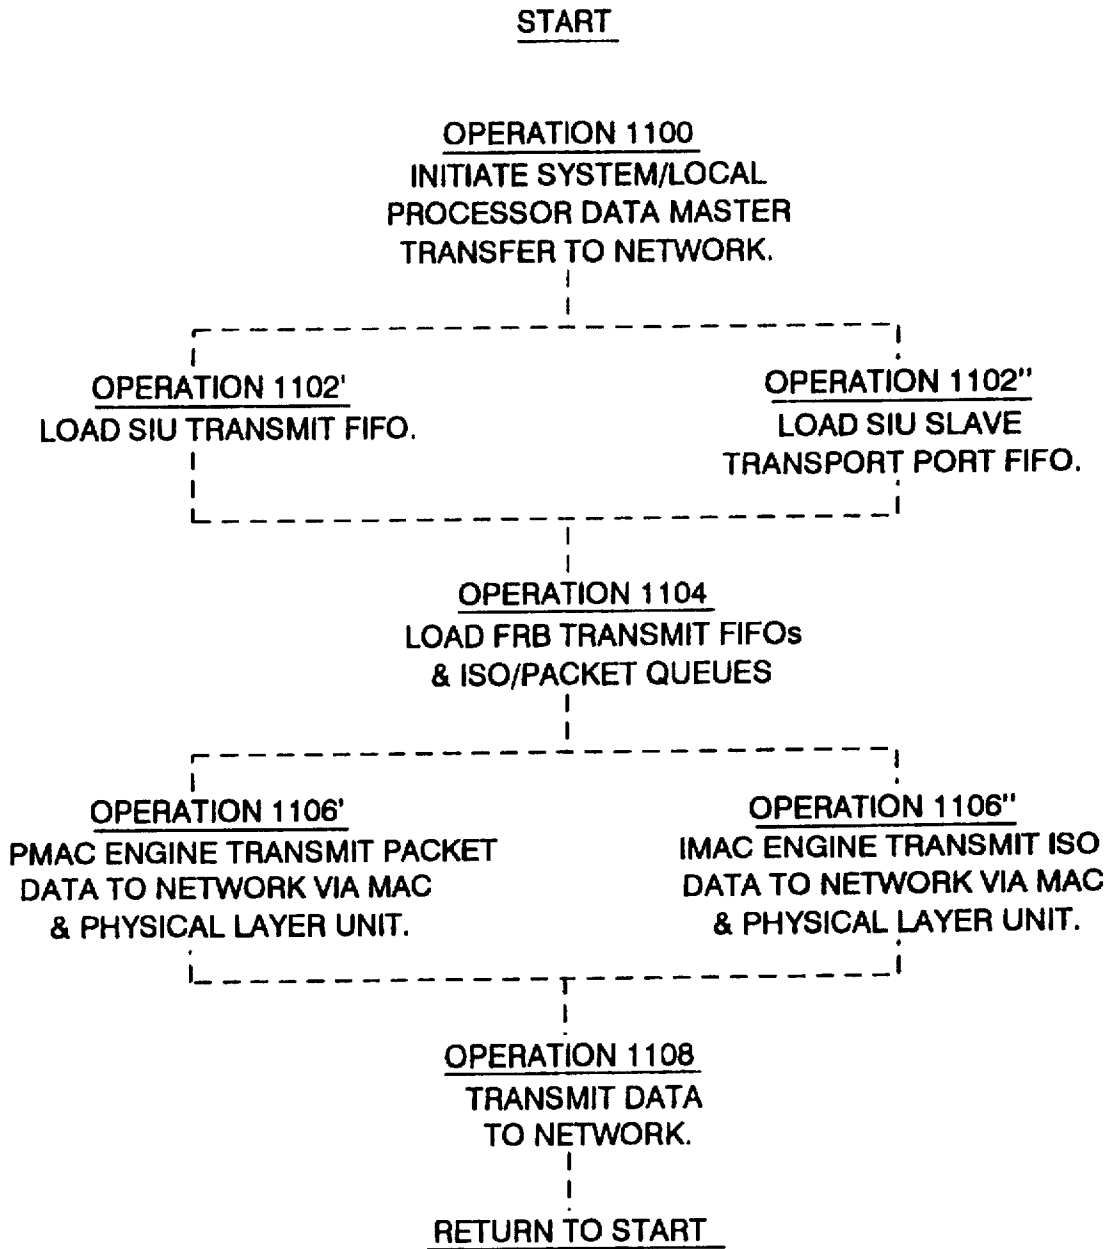 START
OPERATION 1100
INITIATE SYSTEM/LOCAL
PROCESSOR DATA MASTER
TRANSFER TO NETWORK.
OPERATION 1102'
LOAD SIU TRANSMIT FIFO.
OPERATION 1102"
LOAD SIU SLAVE
TRANSPORT PORT FIFO.
OPERATION 1104
LOAD FRB TRANSMIT FIFOs
& ISO/PACKET QUEUES
OPERATION 1106'
PMAC ENGINE TRANSMIT PACKET
DATA TO NETWORK VIA MAC
& PHYSICAL LAYER UNIT.
OPERATION 1106"
IMAC ENGINE TRANSMIT ISO
DATA TO NETWORK VIA MAC
& PHYSICAL LAYER UNIT.
OPERATION 1108
TRANSMIT DATA
TO NETWORK.
RETURN TO START